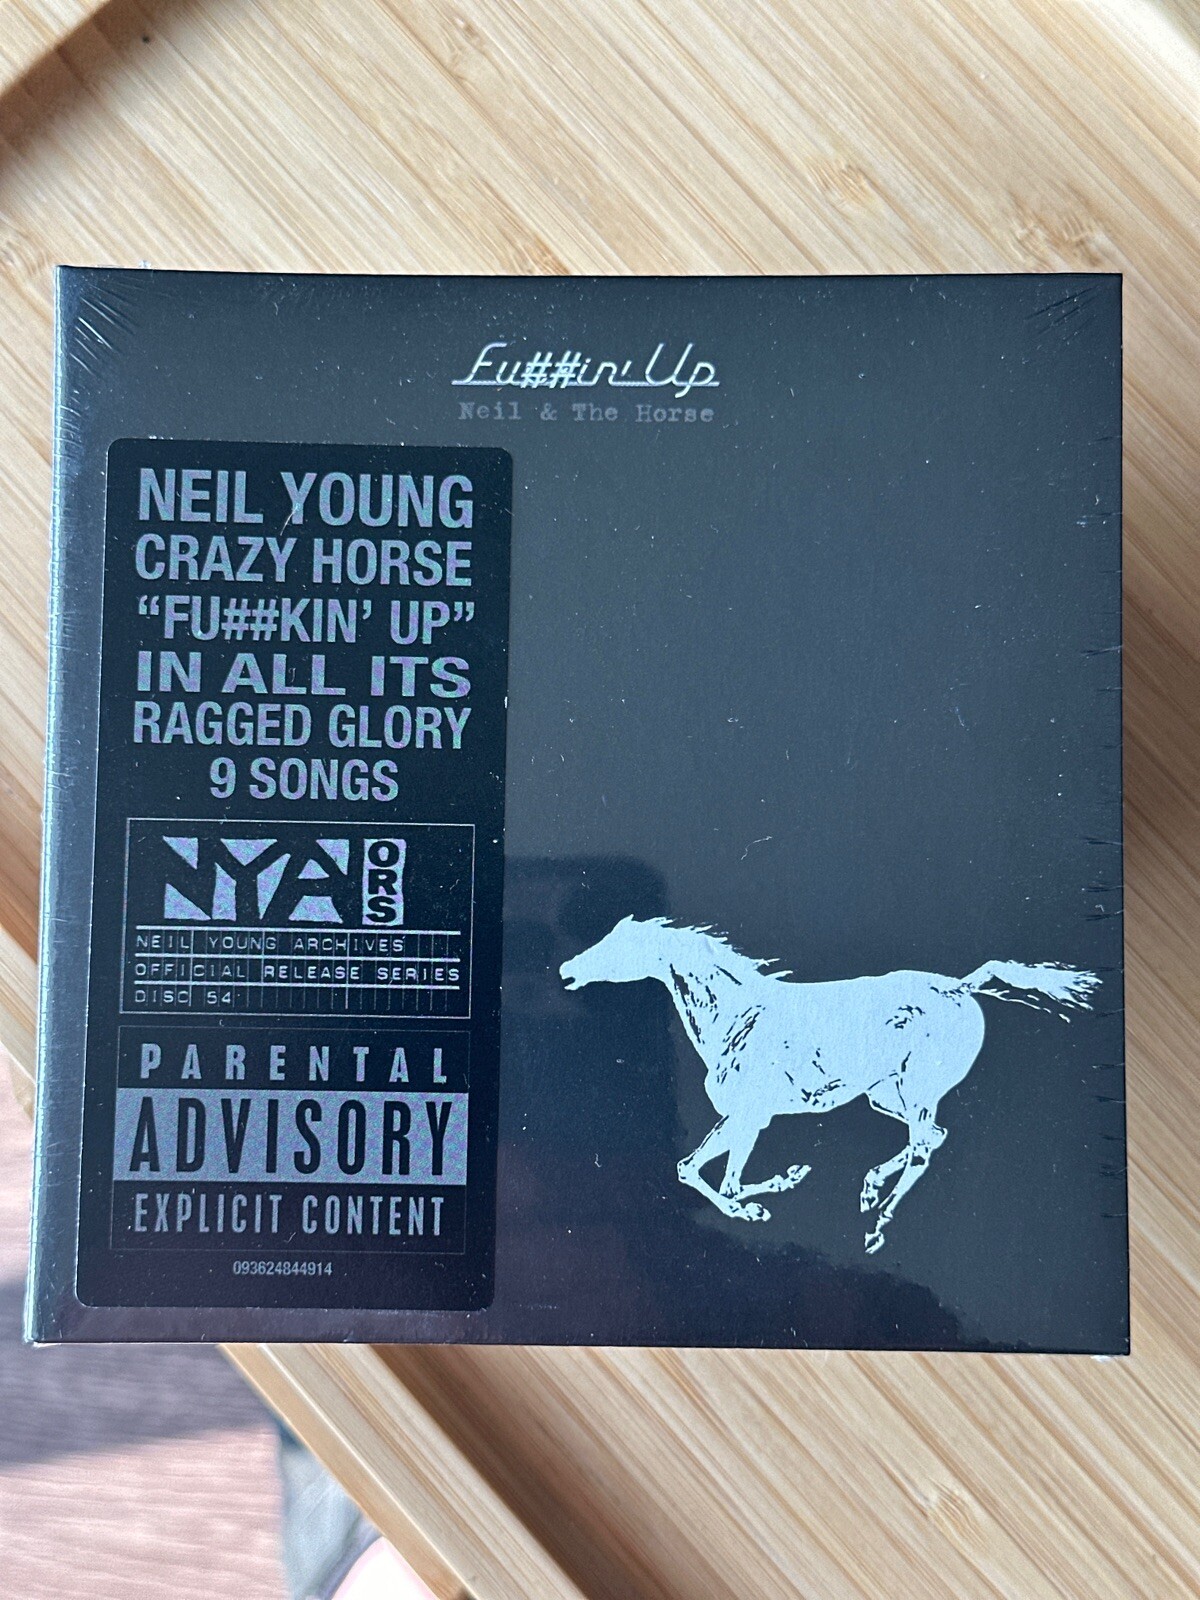 Fu##in' Up
Neil & The Horse
NEIL YOUNG
CRAZY HORSE
“FU##KIN’ UP”
IN ALL ITS
RAGGED GLORY
9 SONGS
NYA ORS
NEIL YOUNG ARCHIVES
OFFICIAL RELEASE SERIES
DISC 54
PARENTAL
ADVISORY
EXPLICIT CONTENT
093624844914